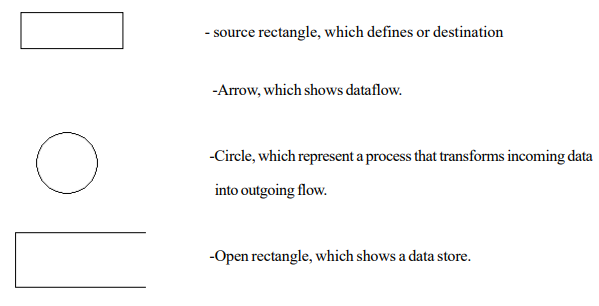 - source rectangle, which defines or destination
-Arrow, which shows dataflow.
-Circle, which represent a process that transforms incoming data
into outgoing flow.
-Open rectangle, which shows a data store.